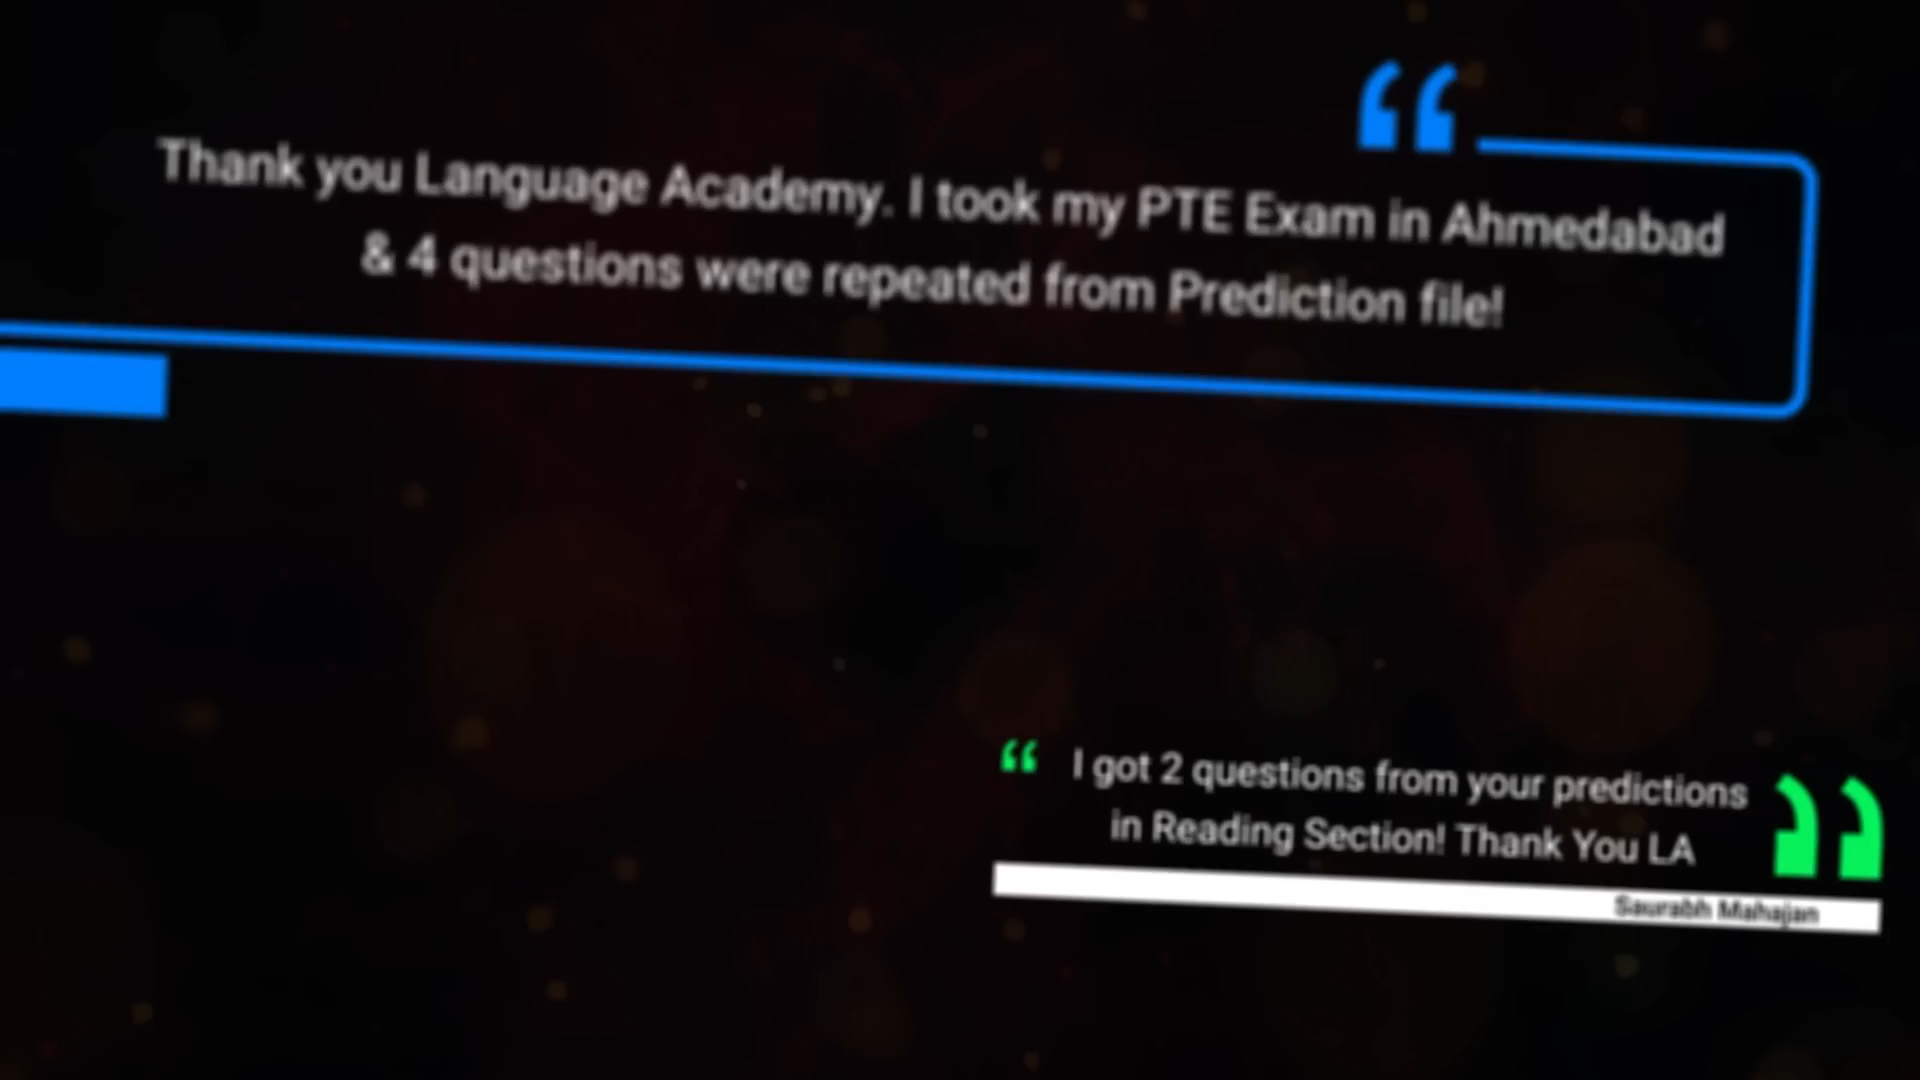 Thank you Language Academy. I took my PTE Exam in Ahmedabad
& 4 questions were repeated from Prediction file!
I got 2 questions from your predictions
in Reading Section! Thank You LA
Saurabh Mahajan